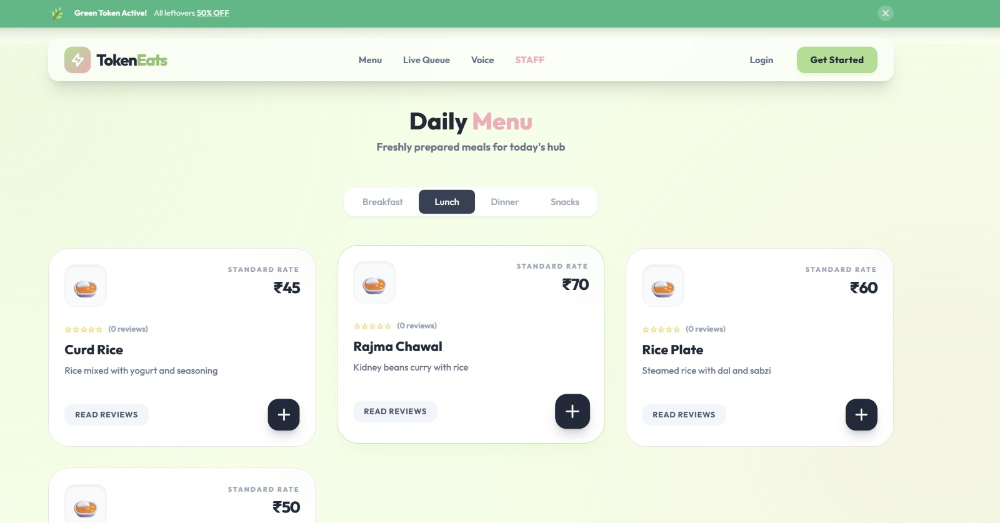 Green Token Active! All leftovers 50% OFF
TokenEats
Menu Live Queue Voice STAFF
Login Get Started
Daily Menu
Freshly prepared meals for today's hub
Breakfast Lunch Dinner Snacks
STANDARD RATE
₹45
(0 reviews)
Curd Rice
Rice mixed with yogurt and seasoning
READ REVIEWS
STANDARD RATE
₹70
(0 reviews)
Rajma Chawal
Kidney beans curry with rice
READ REVIEWS
STANDARD RATE
₹60
(0 reviews)
Rice Plate
Steamed rice with dal and sabzi
READ REVIEWS
STANDARD RATE
₹50